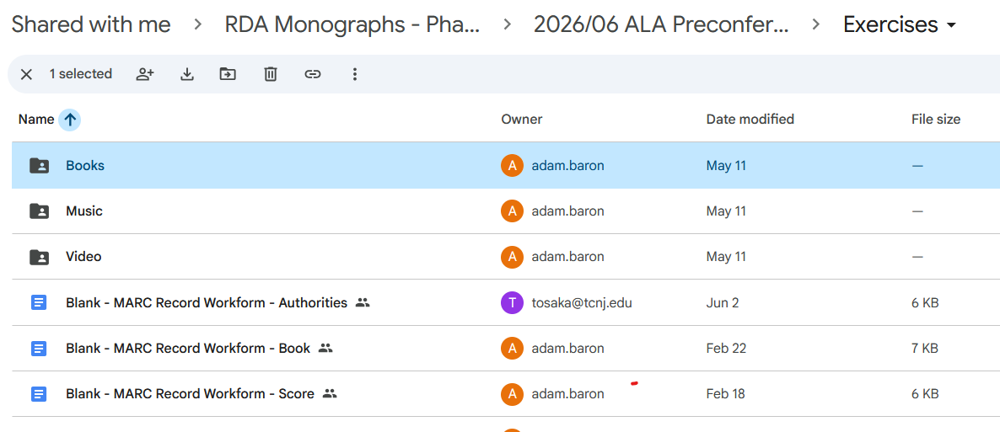 Shared with me > RDA Monographs - Pha... > 2026/06 ALA Preconfer... > Exercises
1 selected
Name Owner Date modified File size
Books A adam.baron May 11 —
Music A adam.baron May 11 —
Video A adam.baron May 11 —
Blank - MARC Record Workform - Authorities T tosaka@tcnj.edu Jun 2 6 KB
Blank - MARC Record Workform - Book A adam.baron Feb 22 7 KB
Blank - MARC Record Workform - Score A adam.baron Feb 18 6 KB